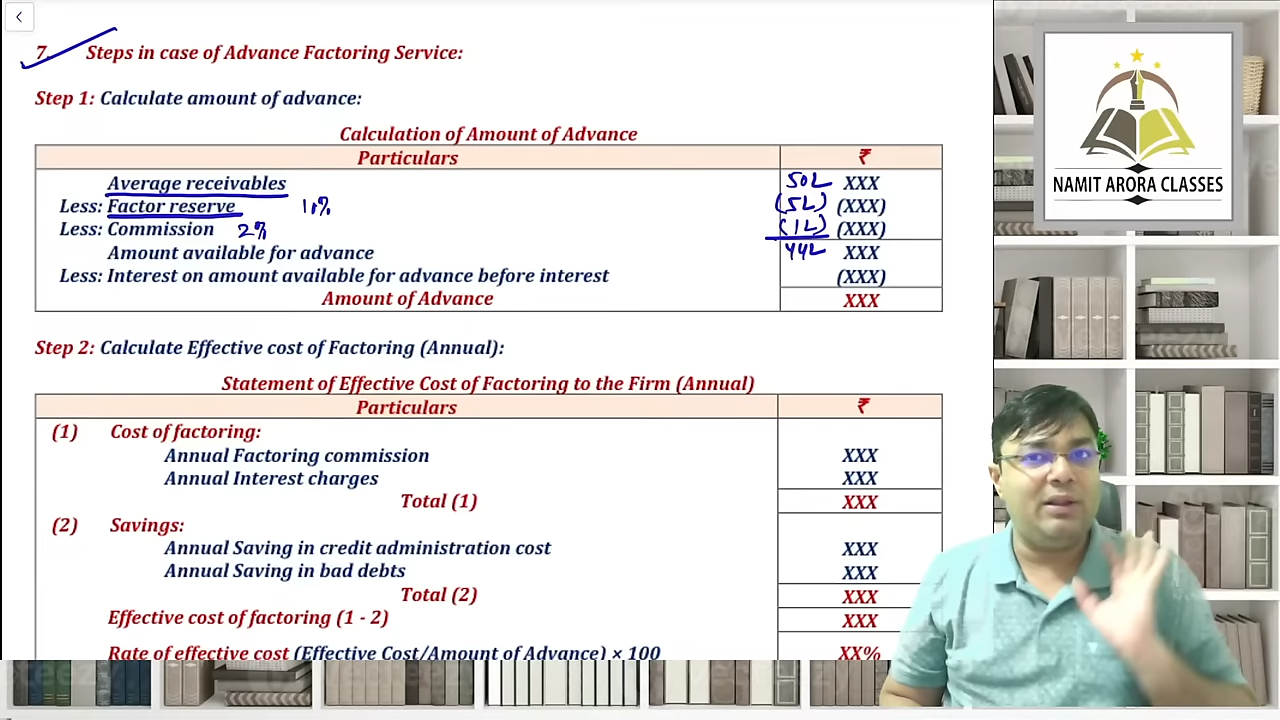 7. Steps in case of Advance Factoring Service:
Step 1: Calculate amount of advance:
Calculation of Amount of Advance
Particulars ₹
Average receivables 50L XXX
Less: Factor reserve 10% (5L) (XXX)
Less: Commission 2% (1L) (XXX)
Amount available for advance 44L XXX
Less: Interest on amount available for advance before interest (XXX)
Amount of Advance XXX
Step 2: Calculate Effective cost of Factoring (Annual):
Statement of Effective Cost of Factoring to the Firm (Annual)
Particulars ₹
(1) Cost of factoring:
Annual Factoring commission XXX
Annual Interest charges XXX
Total (1) XXX
(2) Savings:
Annual Saving in credit administration cost XXX
Annual Saving in bad debts XXX
Total (2) XXX
Effective cost of factoring (1 - 2) XXX
Rate of effective cost (Effective Cost/Amount of Advance) × 100 XX%
NAMIT ARORA CLASSES